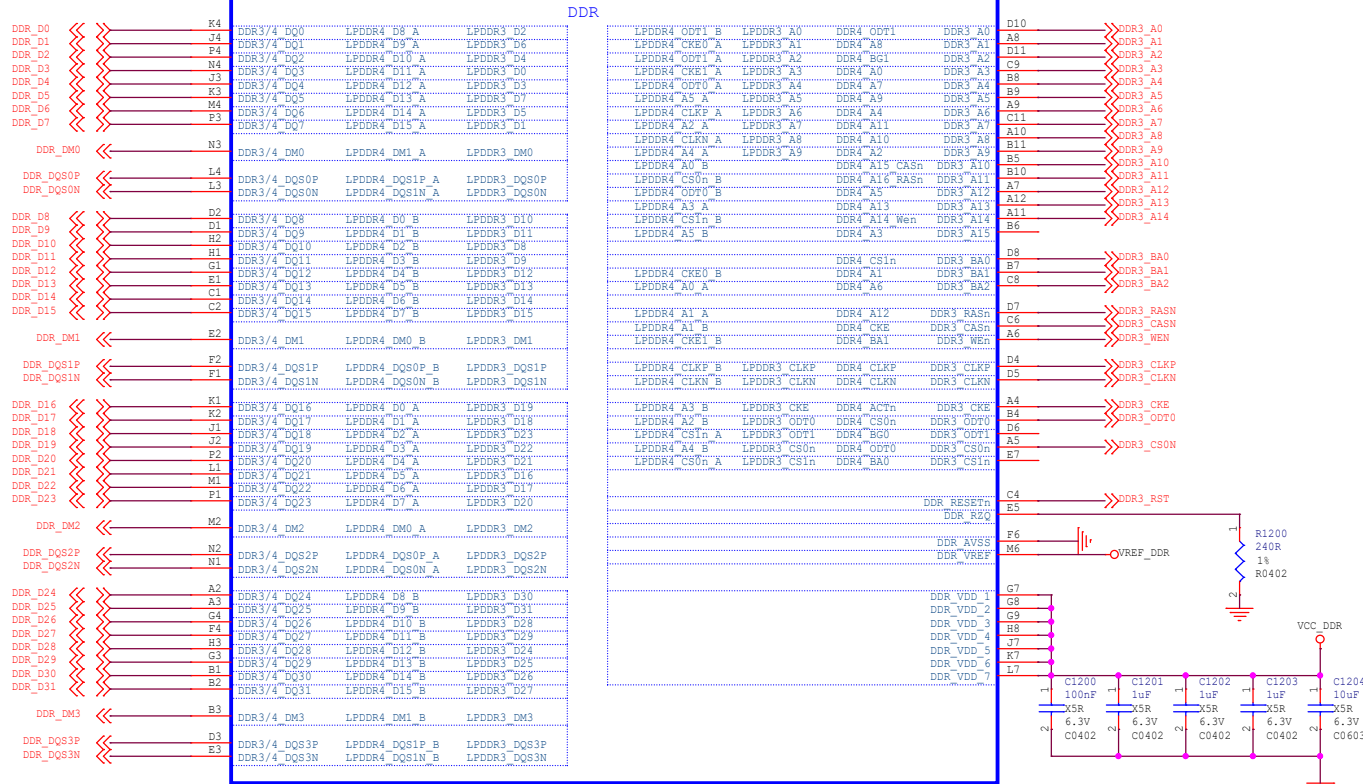 DDR
DDR_D0 K4 DDR3/4_DQ0 LPDDR4_D8_A LPDDR3_D2
DDR_D1 J4 DDR3/4_DQ1 LPDDR4_D9_A LPDDR3_D6
DDR_D2 P4 DDR3/4_DQ2 LPDDR4_D10_A LPDDR3_D4
DDR_D3 N4 DDR3/4_DQ3 LPDDR4_D11_A LPDDR3_D0
DDR_D4 J3 DDR3/4_DQ4 LPDDR4_D12_A LPDDR3_D3
DDR_D5 K3 DDR3/4_DQ5 LPDDR4_D13_A LPDDR3_D7
DDR_D6 M4 DDR3/4_DQ6 LPDDR4_D14_A LPDDR3_D5
DDR_D7 P3 DDR3/4_DQ7 LPDDR4_D15_A LPDDR3_D1
DDR_DM0 N3 DDR3/4_DM0 LPDDR4_DM1_A LPDDR3_DM0
DDR_DQS0P L4 DDR3/4_DQS0P LPDDR4_DQS1P_A LPDDR3_DQS0P
DDR_DQS0N L3 DDR3/4_DQS0N LPDDR4_DQS1N_A LPDDR3_DQS0N
DDR_D8 D2 DDR3/4_DQ8 LPDDR4_D0_B LPDDR3_D10
DDR_D9 D1 DDR3/4_DQ9 LPDDR4_D1_B LPDDR3_D11
DDR_D10 H2 DDR3/4_DQ10 LPDDR4_D2_B LPDDR3_D8
DDR_D11 H1 DDR3/4_DQ11 LPDDR4_D3_B LPDDR3_D9
DDR_D12 G1 DDR3/4_DQ12 LPDDR4_D4_B LPDDR3_D12
DDR_D13 E1 DDR3/4_DQ13 LPDDR4_D5_B LPDDR3_D13
DDR_D14 C1 DDR3/4_DQ14 LPDDR4_D6_B LPDDR3_D14
DDR_D15 C2 DDR3/4_DQ15 LPDDR4_D7_B LPDDR3_D15
DDR_DM1 E2 DDR3/4_DM1 LPDDR4_DM0_B LPDDR3_DM1
DDR_DQS1P F2 DDR3/4_DQS1P LPDDR4_DQS0P_B LPDDR3_DQS1P
DDR_DQS1N F1 DDR3/4_DQS1N LPDDR4_DQS0N_B LPDDR3_DQS1N
DDR_D16 K1 DDR3/4_DQ16 LPDDR4_D0_A LPDDR3_D19
DDR_D17 K2 DDR3/4_DQ17 LPDDR4_D1_A LPDDR3_D18
DDR_D18 J1 DDR3/4_DQ18 LPDDR4_D2_A LPDDR3_D23
DDR_D19 J2 DDR3/4_DQ19 LPDDR4_D3_A LPDDR3_D22
DDR_D20 P2 DDR3/4_DQ20 LPDDR4_D4_A LPDDR3_D21
DDR_D21 L1 DDR3/4_DQ21 LPDDR4_D5_A LPDDR3_D16
DDR_D22 M1 DDR3/4_DQ22 LPDDR4_D6_A LPDDR3_D17
DDR_D23 P1 DDR3/4_DQ23 LPDDR4_D7_A LPDDR3_D20
DDR_DM2 M2 DDR3/4_DM2 LPDDR4_DM0_A LPDDR3_DM2
DDR_DQS2P N2 DDR3/4_DQS2P LPDDR4_DQS0P_A LPDDR3_DQS2P
DDR_DQS2N N1 DDR3/4_DQS2N LPDDR4_DQS0N_A LPDDR3_DQS2N
DDR_D24 A2 DDR3/4_DQ24 LPDDR4_D8_B LPDDR3_D30
DDR_D25 A3 DDR3/4_DQ25 LPDDR4_D9_B LPDDR3_D31
DDR_D26 G4 DDR3/4_DQ26 LPDDR4_D10_B LPDDR3_D28
DDR_D27 F4 DDR3/4_DQ27 LPDDR4_D11_B LPDDR3_D29
DDR_D28 H3 DDR3/4_DQ28 LPDDR4_D12_B LPDDR3_D24
DDR_D29 G3 DDR3/4_DQ29 LPDDR4_D13_B LPDDR3_D25
DDR_D30 B1 DDR3/4_DQ30 LPDDR4_D14_B LPDDR3_D26
DDR_D31 B2 DDR3/4_DQ31 LPDDR4_D15_B LPDDR3_D27
DDR_DM3 B3 DDR3/4_DM3 LPDDR4_DM1_B LPDDR3_DM3
DDR_DQS3P D3 DDR3/4_DQS3P LPDDR4_DQS1P_B LPDDR3_DQS3P
DDR_DQS3N E3 DDR3/4_DQS3N LPDDR4_DQS1N_B LPDDR3_DQS3N
LPDDR4_ODT1_B LPDDR3_A0 DDR4_ODT1 DDR3_A0 D10 DDR3_A0
LPDDR4_CKE0_A LPDDR3_A1 DDR4_A8 DDR3_A1 A8 DDR3_A1
LPDDR4_ODT1_A LPDDR3_A2 DDR4_BG1 DDR3_A2 D11 DDR3_A2
LPDDR4_CKE1_A LPDDR3_A3 DDR4_A0 DDR3_A3 C9 DDR3_A3
LPDDR4_ODT0_A LPDDR3_A4 DDR4_A7 DDR3_A4 B8 DDR3_A4
LPDDR4_A5_A LPDDR3_A5 DDR4_A9 DDR3_A5 B9 DDR3_A5
LPDDR4_CLKP_A LPDDR3_A6 DDR4_A4 DDR3_A6 A9 DDR3_A6
LPDDR4_A2_A LPDDR3_A7 DDR4_A11 DDR3_A7 C11 DDR3_A7
LPDDR4_CLKN_A LPDDR3_A8 DDR4_A10 DDR3_A8 A10 DDR3_A8
LPDDR4_A4_A LPDDR3_A9 DDR4_A2 DDR3_A9 B11 DDR3_A9
LPDDR4_A0_B DDR4_A15_CASn DDR3_A10 B5 DDR3_A10
LPDDR4_CS0n_B DDR4_A16_RASn DDR3_A11 B10 DDR3_A11
LPDDR4_ODT0_B DDR4_A5 DDR3_A12 A7 DDR3_A12
LPDDR4_A3_A DDR4_A13 DDR3_A13 A12 DDR3_A13
LPDDR4_CS1n_B DDR4_A14_Wen DDR3_A14 A11 DDR3_A14
LPDDR4_A5_B DDR4_A3 DDR3_A15 B6
DDR4_CS1n DDR3_BA0 D8 DDR3_BA0
LPDDR4_CKE0_B DDR4_A1 DDR3_BA1 B7 DDR3_BA1
LPDDR4_A0_A DDR4_A6 DDR3_BA2 C8 DDR3_BA2
LPDDR4_A1_A DDR4_A12 DDR3_RASn D7 DDR3_RASN
LPDDR4_A1_B DDR4_CKE DDR3_CASn C6 DDR3_CASN
LPDDR4_CKE1_B DDR4_BA1 DDR3_WEn A6 DDR3_WEN
LPDDR4_CLKP_B LPDDR3_CLKP DDR4_CLKP DDR3_CLKP D4 DDR3_CLKP
LPDDR4_CLKN_B LPDDR3_CLKN DDR4_CLKN DDR3_CLKN D5 DDR3_CLKN
LPDDR4_A3_B LPDDR3_CKE DDR4_ACTn DDR3_CKE A4 DDR3_CKE
LPDDR4_A2_B LPDDR3_ODT0 DDR4_CS0n DDR3_ODT0 B4 DDR3_ODT0
LPDDR4_CS1n_A LPDDR3_ODT1 DDR4_BG0 DDR3_ODT1 D6
LPDDR4_A4_B LPDDR3_CS0n DDR4_ODT0 DDR3_CS0n A5 DDR3_CS0N
LPDDR4_CS0n_A LPDDR3_CS1n DDR4_BA0 DDR3_CS1n E7
DDR_RESETn C4 DDR3_RST
DDR_RZQ E5
DDR_AVSS F6
DDR_VREF M6 VREF_DDR
1 R1200
240R
1%
R0402
2
DDR_VDD_1 G7
DDR_VDD_2 G8
DDR_VDD_3 G9
DDR_VDD_4 H8
DDR_VDD_5 J7
DDR_VDD_6 K7
DDR_VDD_7 L7
VCC_DDR
1 C1200 1 C1201 1 C1202 1 C1203 1 C1204
100nF 1uF 1uF 1uF 10uF
X5R X5R X5R X5R X5R
2 6.3V 2 6.3V 2 6.3V 2 6.3V 2 6.3V
C0402 C0402 C0402 C0402 C0603